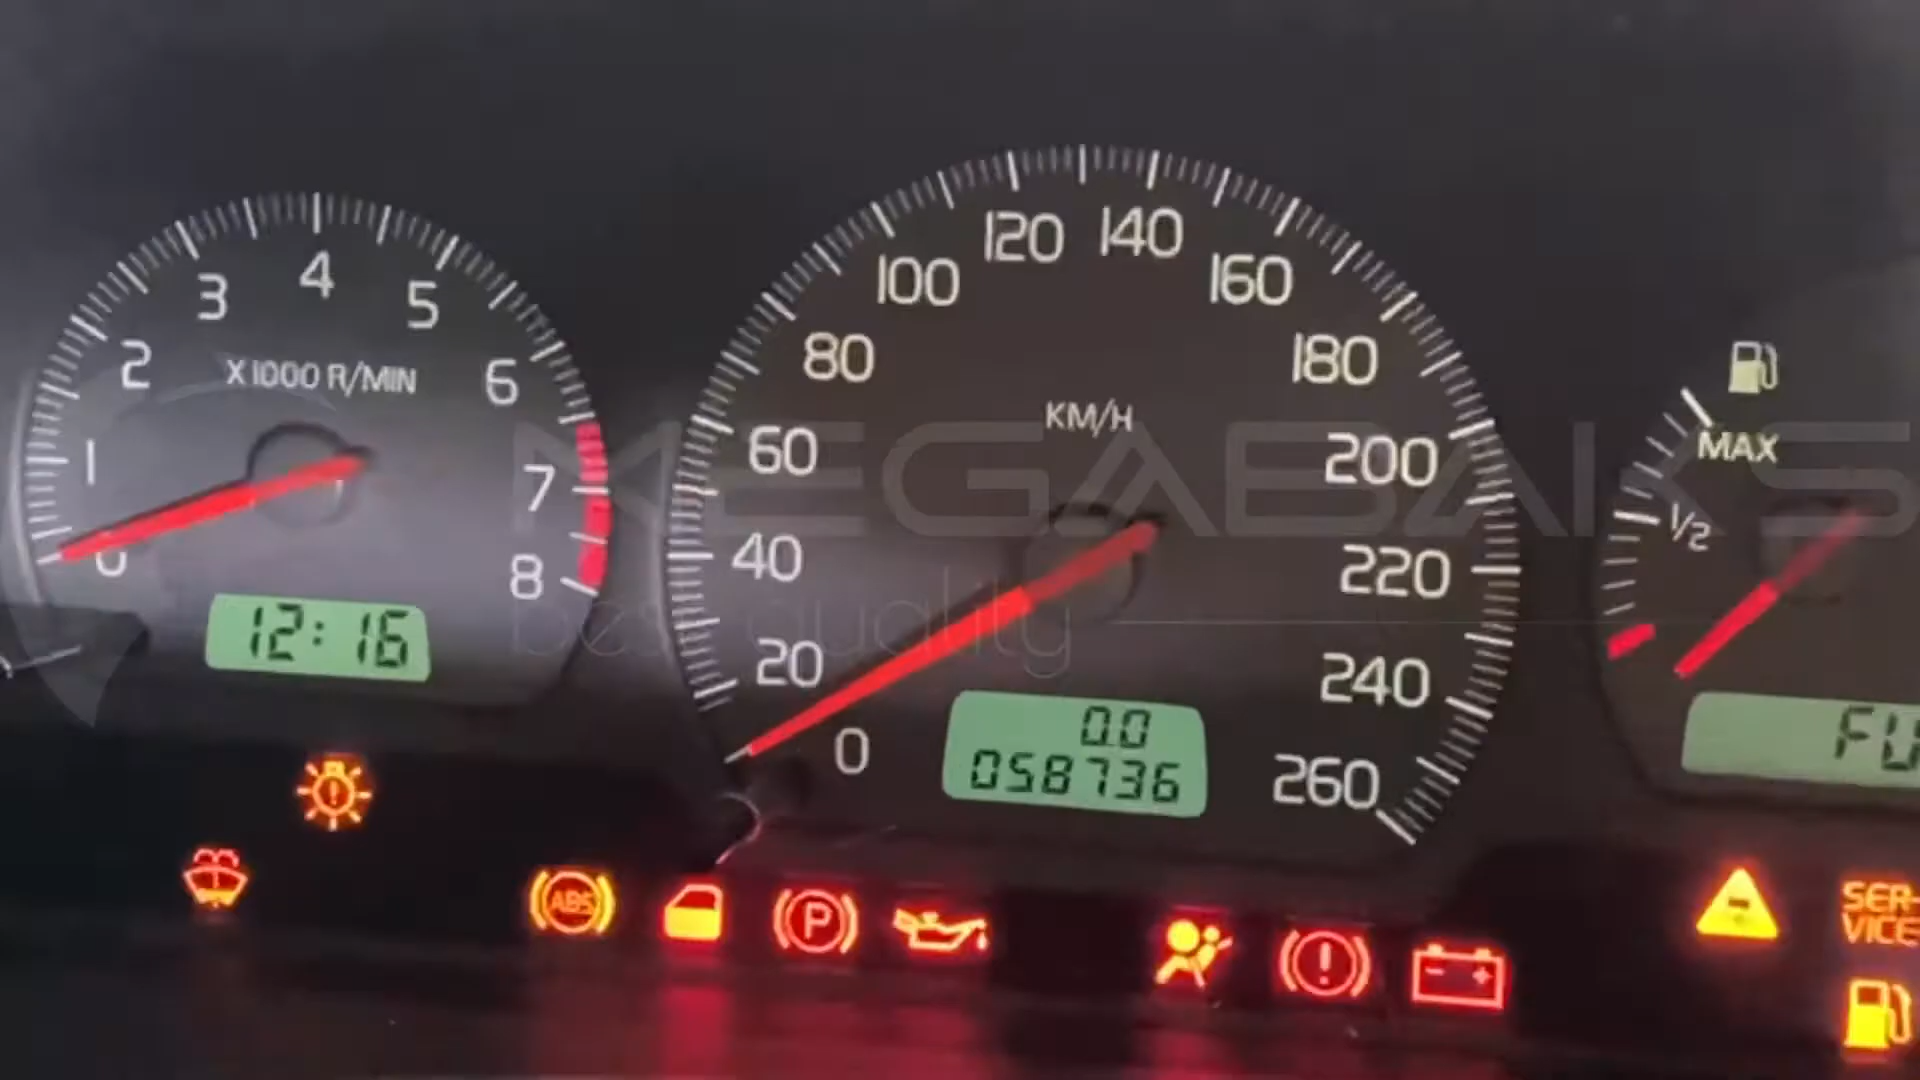 4
3
5
2
6
X 1000 R/MIN
1
7
0
8
12:16
120
140
100
160
80
180
KM/H
60
200
40
220
20
240
0
260
0.0
058736
MAX
1/2
FU
MEGABAKS
best quality
ABS
P
SER-
VICE